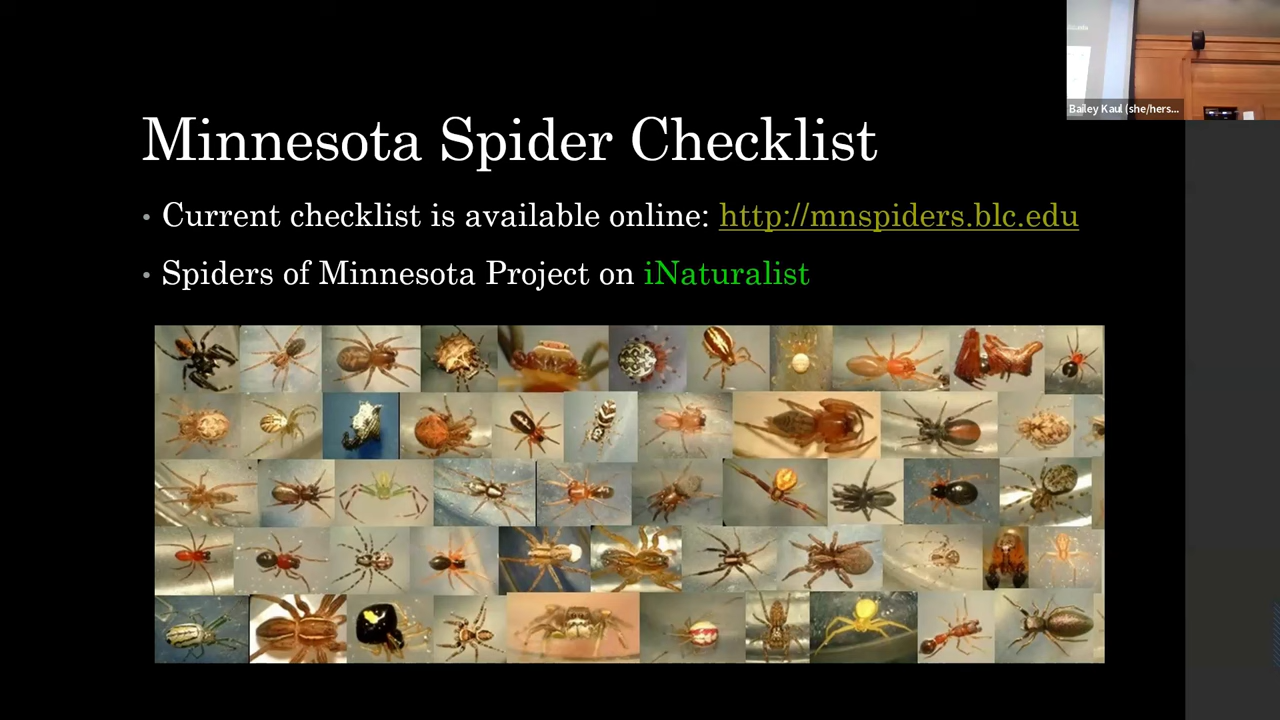 Bailey Kaul (she/hers...
Minnesota Spider Checklist
• Current checklist is available online: http://mnspiders.blc.edu
• Spiders of Minnesota Project on iNaturalist